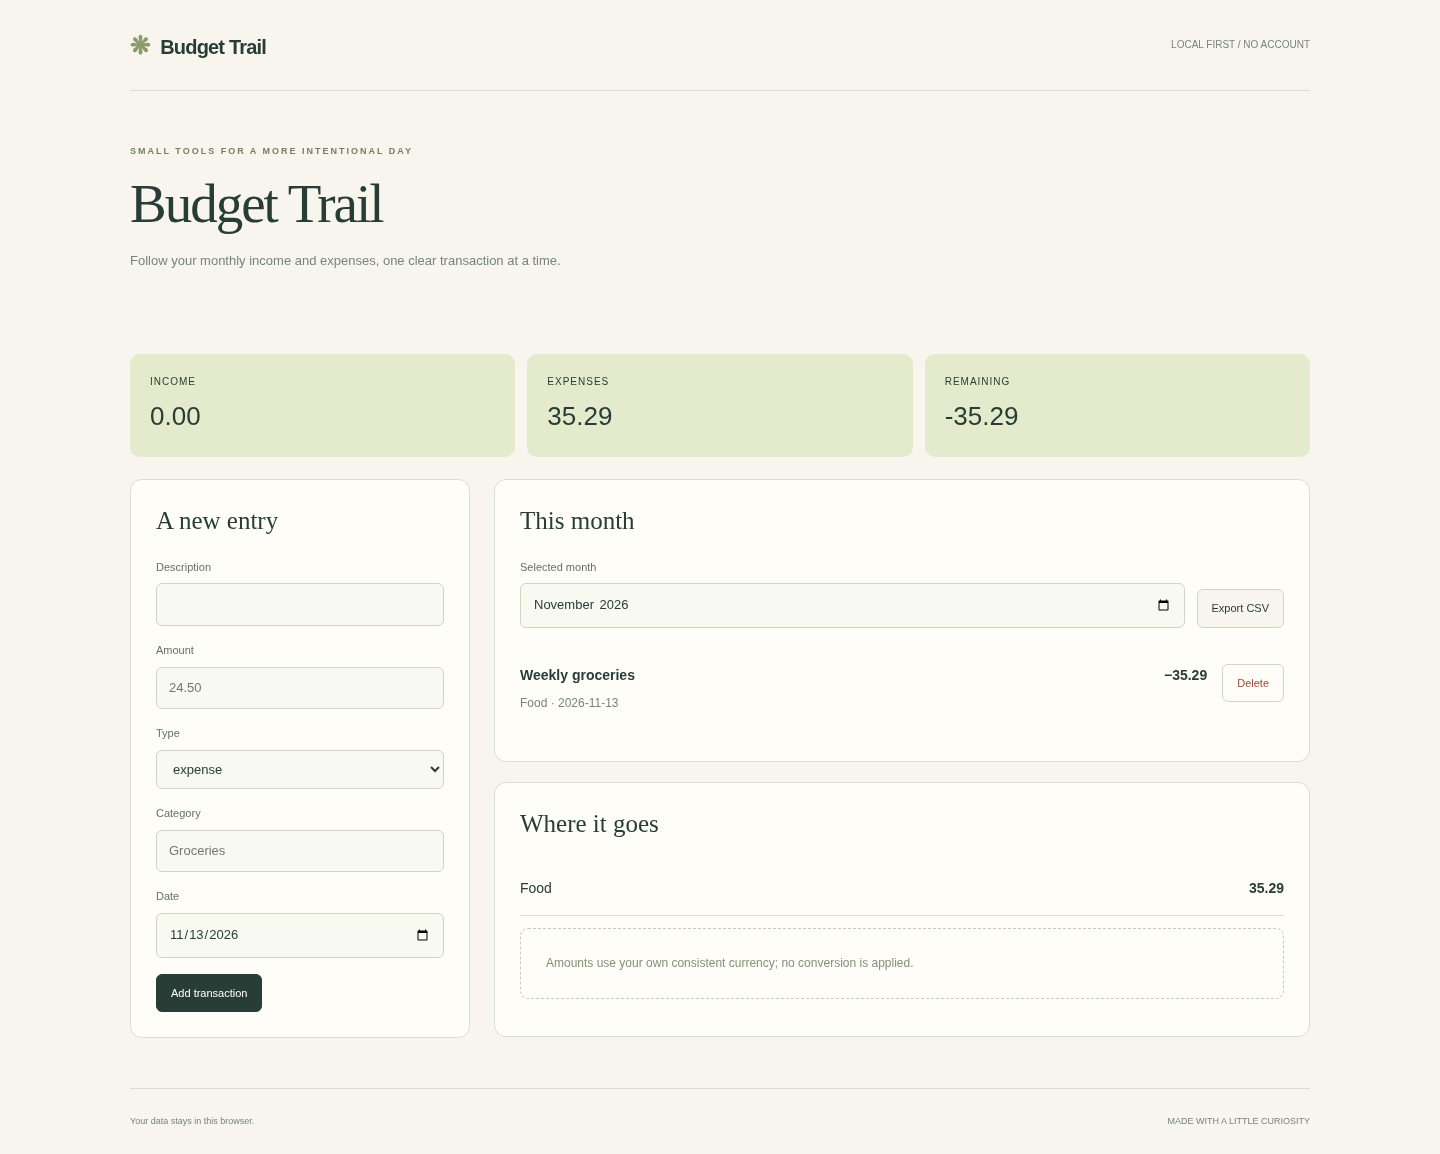 Budget Trail
LOCAL FIRST / NO ACCOUNT
SMALL TOOLS FOR A MORE INTENTIONAL DAY
Budget Trail
Follow your monthly income and expenses, one clear transaction at a time.
INCOME
0.00
EXPENSES
35.29
REMAINING
-35.29
A new entry
Description
Amount
24.50
Type
expense
Category
Groceries
Date
11/13/2026
Add transaction
This month
Selected month
November 2026
Export CSV
Weekly groceries
−35.29
Delete
Food · 2026-11-13
Where it goes
Food
35.29
Amounts use your own consistent currency; no conversion is applied.
Your data stays in this browser.
MADE WITH A LITTLE CURIOSITY